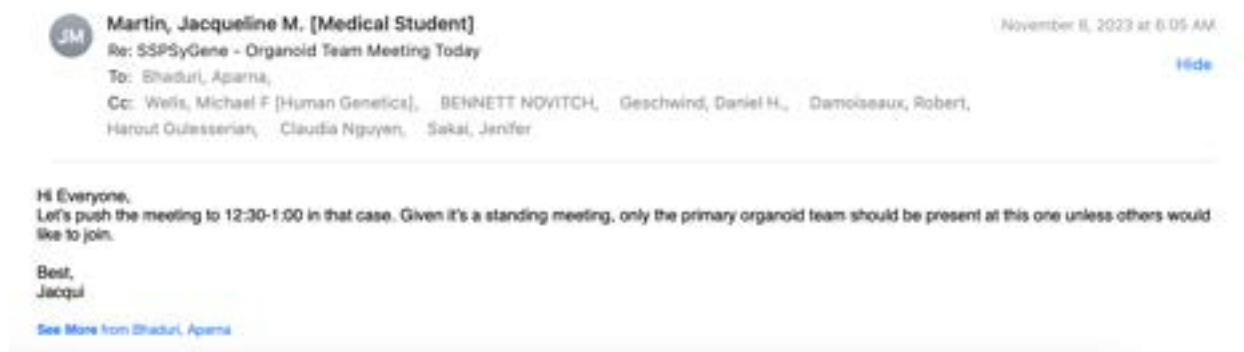 JM
Martin, Jacqueline M. [Medical Student]
November 6, 2023 at 6:05 AM
Re: SSPSyGene - Organoid Team Meeting Today
Hide
To: Bhaduri, Aparna,
Cc: Wells, Michael F [Human Genetics], BENNETT NOVITCH, Geschwind, Daniel H., Damoiseaux, Robert,
Harout Gulesserian, Claudia Nguyen, Sakai, Jenifer
Hi Everyone,
Let's push the meeting to 12:30-1:00 in that case. Given it's a standing meeting, only the primary organoid team should be present at this one unless others would
like to join.
Best,
Jacqui
See More from Bhaduri, Aparna